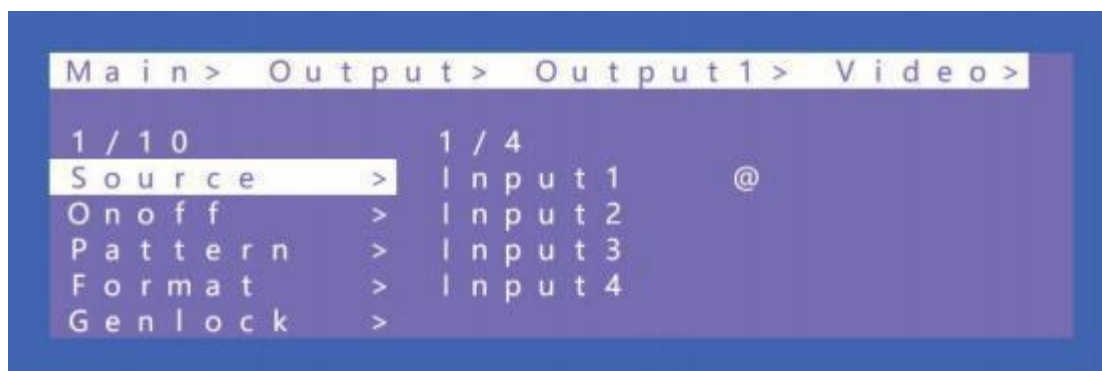 Main> Output> Output1> Video>
1/10 1/4
Source > Input1 @
Onoff > Input2
Pattern > Input3
Format > Input4
Genlock >